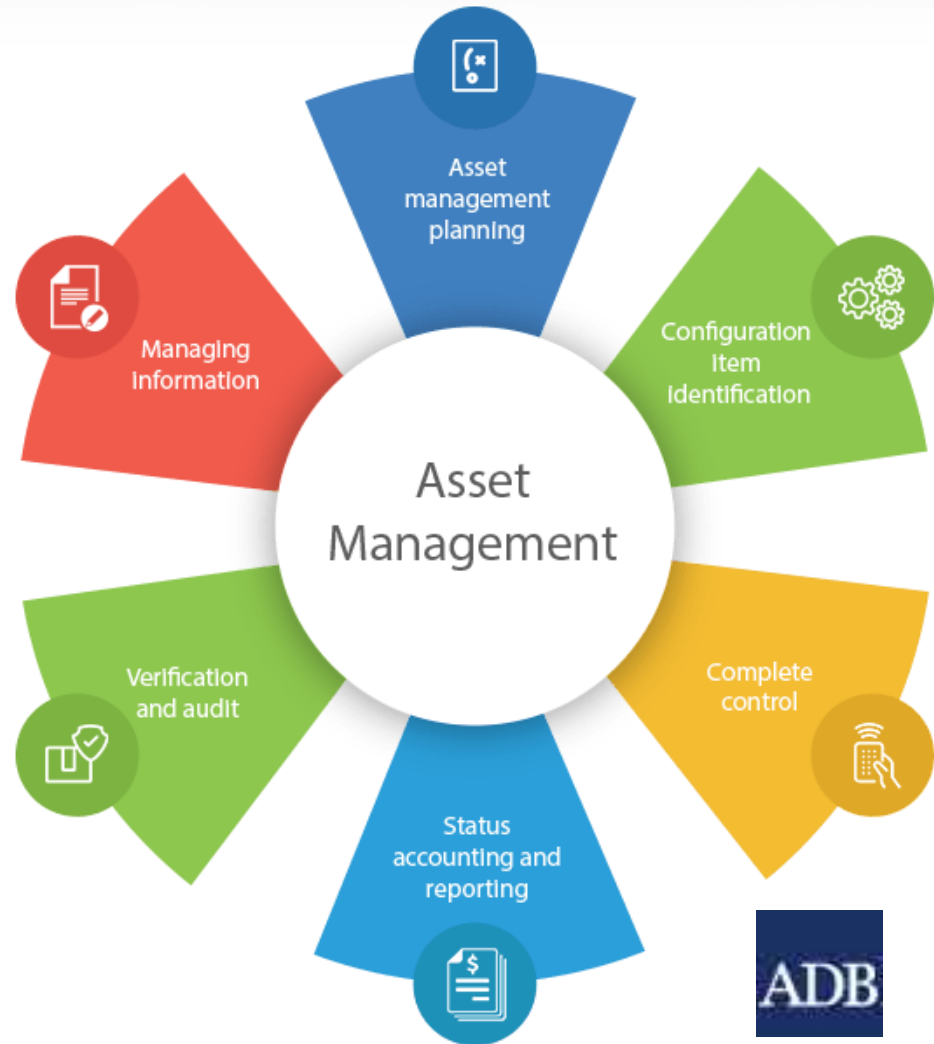 Asset
management
planning
Configuration
item
identification
Complete
control
Status
accounting and
reporting
$
Verification
and audit
Managing
information
Asset
Management
ADB